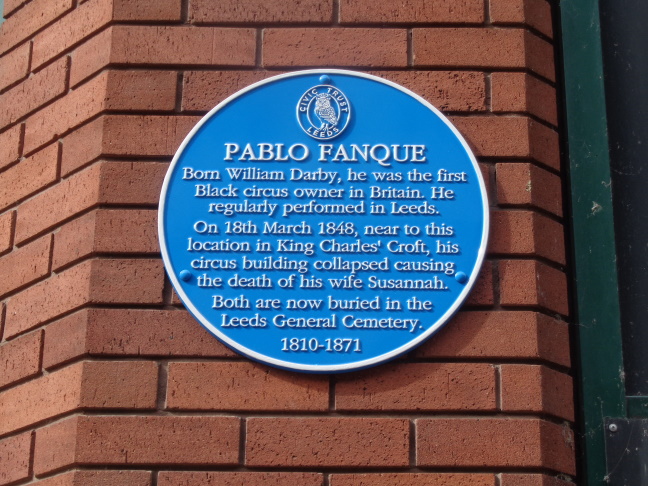 CIVIC TRUST
LEEDS
PABLO FANQUE
Born William Darby, he was the first
Black circus owner in Britain. He
regularly performed in Leeds.
On 18th March 1848, near to this
location in King Charles' Croft, his
circus building collapsed causing
the death of his wife Susannah.
Both are now buried in the
Leeds General Cemetery.
1810-1871